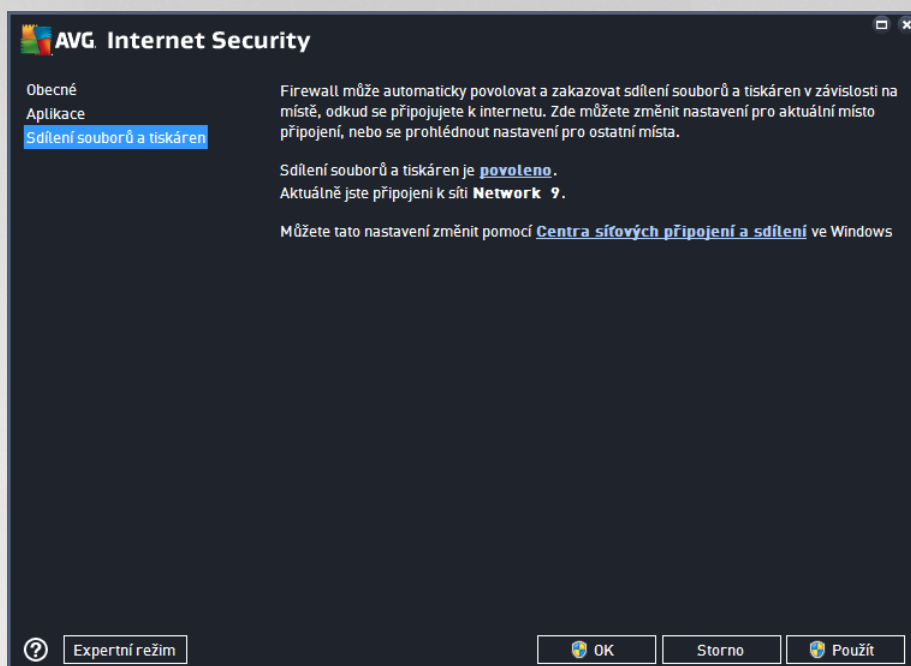 AVG. Internet Security
Obecné
Aplikace
Sdílení souborů a tiskáren
Firewall může automaticky povolovat a zakazovat sdílení souborů a tiskáren v závislosti na
místě, odkud se připojujete k internetu. Zde můžete změnit nastavení pro aktuální místo
připojení, nebo se prohlédnout nastavení pro ostatní místa.
Sdílení souborů a tiskáren je povoleno.
Aktuálně jste připojeni k síti Network 9.
Můžete tato nastavení změnit pomocí Centra síťových připojení a sdílení ve Windows
? Expertní režim
OK
Storno
Použít